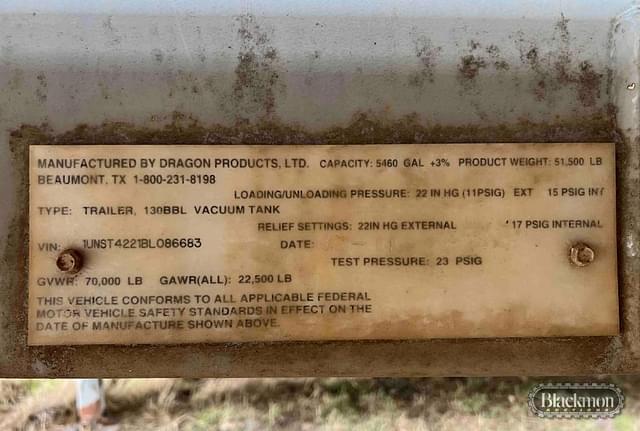 MANUFACTURED BY DRAGON PRODUCTS, LTD. CAPACITY: 5460 GAL +3% PRODUCT WEIGHT: 51,500 LB
BEAUMONT, TX 1-800-231-8198
LOADING/UNLOADING PRESSURE: 22 IN HG (11PSIG) EXT 15 PSIG INT
TYPE: TRAILER, 130BBL VACUUM TANK
RELIEF SETTINGS: 22IN HG EXTERNAL 17 PSIG INTERNAL
VIN: 1UNST4221BL086683 DATE:
TEST PRESSURE: 23 PSIG
GVWR: 70,000 LB GAWR(ALL): 22,500 LB
THIS VEHICLE CONFORMS TO ALL APPLICABLE FEDERAL
MOTOR VEHICLE SAFETY STANDARDS IN EFFECT ON THE
DATE OF MANUFACTURE SHOWN ABOVE.
Blackmon
AUCTIONS